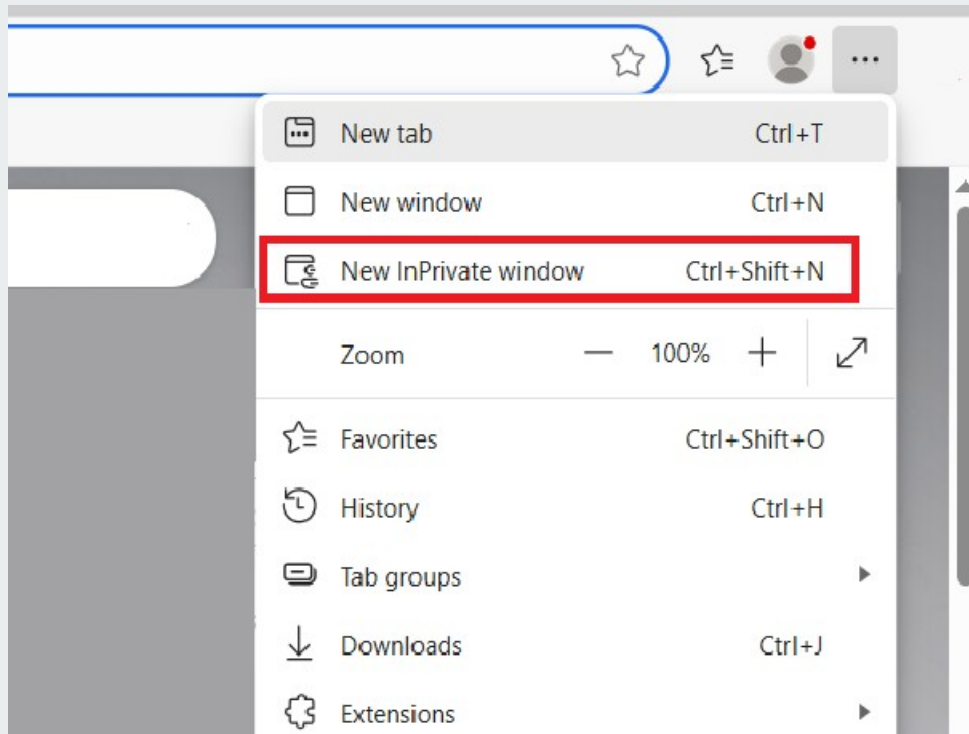 New tab Ctrl+T
New window Ctrl+N
New InPrivate window Ctrl+Shift+N
Zoom — 100% +
Favorites Ctrl+Shift+O
History Ctrl+H
Tab groups
Downloads Ctrl+J
Extensions